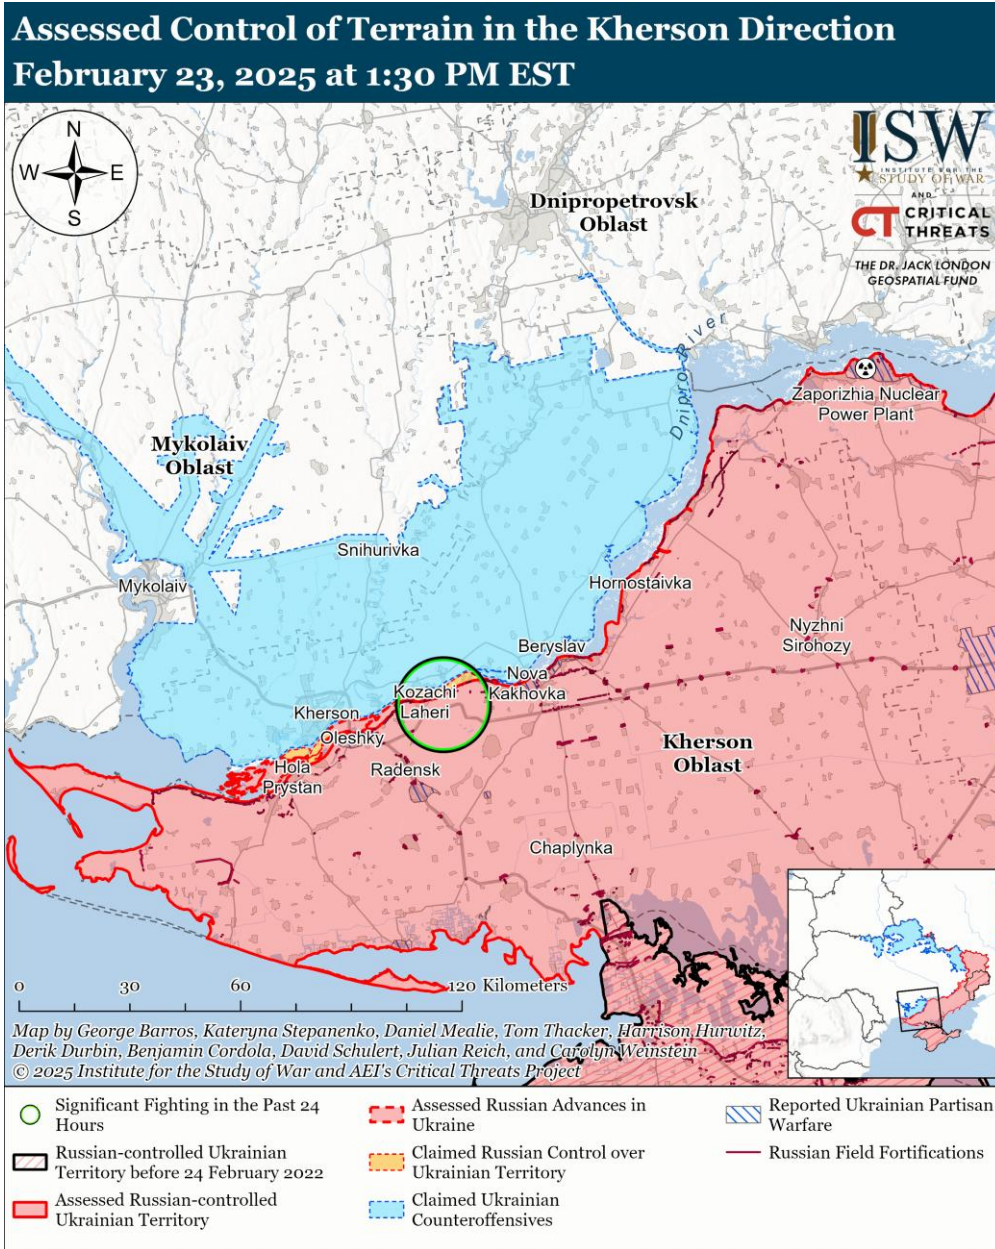 Assessed Control of Terrain in the Kherson Direction
February 23, 2025 at 1:30 PM EST
N
W
E
S
ISW
INSTITUTE FOR THE
STUDY OF WAR
AND
CT CRITICAL
THREATS
THE DR. JACK LONDON
GEOSPATIAL FUND
Dnipropetrovsk
Oblast
Dnipro River
Zaporizhia Nuclear
Power Plant
Mykolaiv
Oblast
Snihurivka
Mykolaiv
Hornostaivka
Nyzhni
Sirohozy
Beryslav
Nova
Kakhovka
Kozachi
Laheri
Kherson
Oleshky
Kherson
Oblast
Hola
Prystan
Radensk
Chaplynka
0 30 60 120 Kilometers
Map by George Barros, Kateryna Stepanenko, Daniel Mealie, Tom Thacker, Harrison Hurwitz,
Derik Durbin, Benjamin Cordola, David Schulert, Julian Reich, and Carolyn Weinstein
© 2025 Institute for the Study of War and AEI's Critical Threats Project
Significant Fighting in the Past 24
Hours
Russian-controlled Ukrainian
Territory before 24 February 2022
Assessed Russian-controlled
Ukrainian Territory
Assessed Russian Advances in
Ukraine
Claimed Russian Control over
Ukrainian Territory
Claimed Ukrainian
Counteroffensives
Reported Ukrainian Partisan
Warfare
Russian Field Fortifications